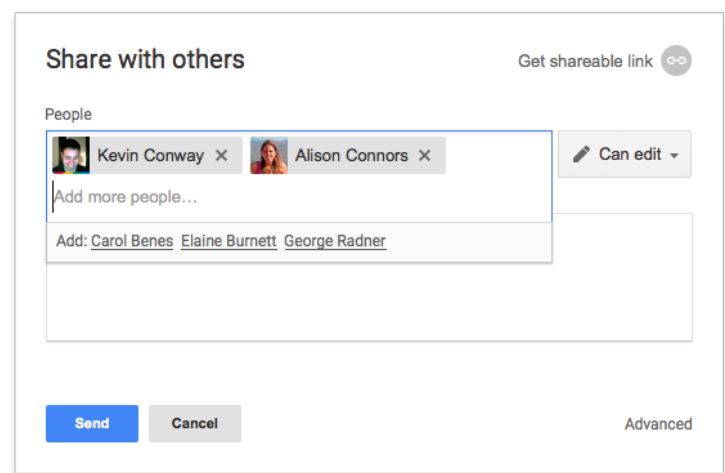 Share with others
Get shareable link
People
Kevin Conway × Alison Connors ×
Can edit
Add more people...
Add: Carol Benes Elaine Burnett George Radner
Send Cancel Advanced